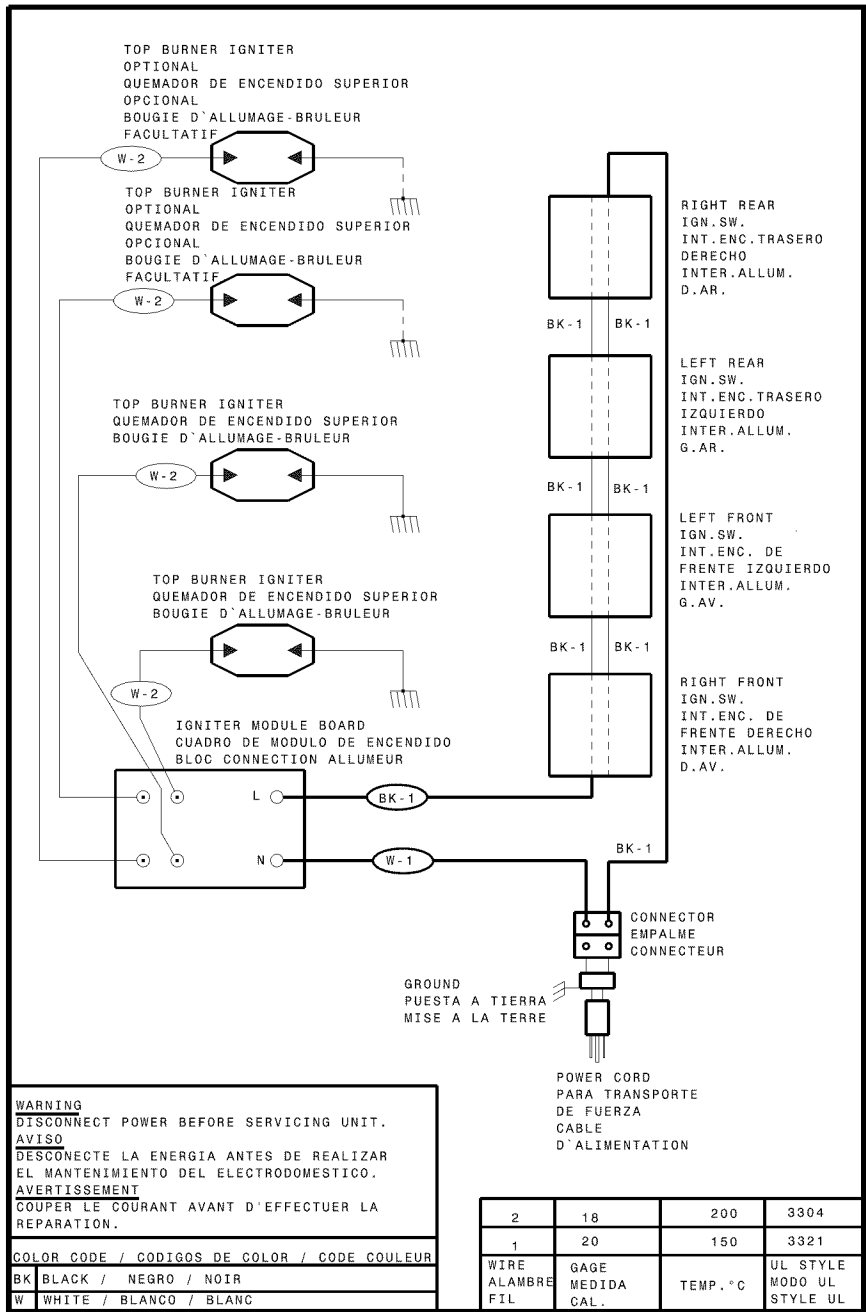 TOP BURNER IGNITER
OPTIONAL
QUEMADOR DE ENCENDIDO SUPERIOR
OPCIONAL
BOUGIE D`ALLUMAGE-BRULEUR
FACULTATIF
W-2
TOP BURNER IGNITER
OPTIONAL
QUEMADOR DE ENCENDIDO SUPERIOR
OPCIONAL
BOUGIE D`ALLUMAGE-BRULEUR
FACULTATIF
W-2
TOP BURNER IGNITER
QUEMADOR DE ENCENDIDO SUPERIOR
BOUGIE D`ALLUMAGE-BRULEUR
W-2
TOP BURNER IGNITER
QUEMADOR DE ENCENDIDO SUPERIOR
BOUGIE D`ALLUMAGE-BRULEUR
W-2
IGNITER MODULE BOARD
CUADRO DE MODULO DE ENCENDIDO
BLOC CONNECTION ALLUMEUR
L
BK-1
N
W-1
RIGHT REAR
IGN.SW.
INT.ENC.TRASERO
DERECHO
INTER.ALLUM.
D.AR.
BK-1 BK-1
LEFT REAR
IGN.SW.
INT.ENC.TRASERO
IZQUIERDO
INTER.ALLUM.
G.AR.
BK-1 BK-1
LEFT FRONT
IGN.SW.
INT.ENC. DE
FRENTE IZQUIERDO
INTER.ALLUM.
G.AV.
BK-1 BK-1
RIGHT FRONT
IGN.SW.
INT.ENC. DE
FRENTE DERECHO
INTER.ALLUM.
D.AV.
BK-1
CONNECTOR
EMPALME
CONNECTEUR
GROUND
PUESTA A TIERRA
MISE A LA TERRE
POWER CORD
PARA TRANSPORTE
DE FUERZA
CABLE
D`ALIMENTATION
WARNING
DISCONNECT POWER BEFORE SERVICING UNIT.
AVISO
DESCONECTE LA ENERGIA ANTES DE REALIZAR
EL MANTENIMIENTO DEL ELECTRODOMESTICO.
AVERTISSEMENT
COUPER LE COURANT AVANT D'EFFECTUER LA
REPARATION.
COLOR CODE / CODIGOS DE COLOR / CODE COULEUR
BK BLACK / NEGRO / NOIR
W WHITE / BLANCO / BLANC
2 18 200 3304
1 20 150 3321
WIRE GAGE UL STYLE
ALAMBRE MEDIDA TEMP.°C MODO UL
FIL CAL. STYLE UL